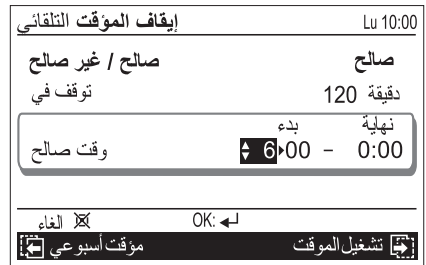 إيقاف المؤقت التلقائي Lu 10:00
صالح / غير صالح صالح
توقف في 120 دقيقة
بدء نهاية
وقت صالح 6:00 - 0:00
الغاء OK:
مؤقت أسبوعي تشغيل الموقت